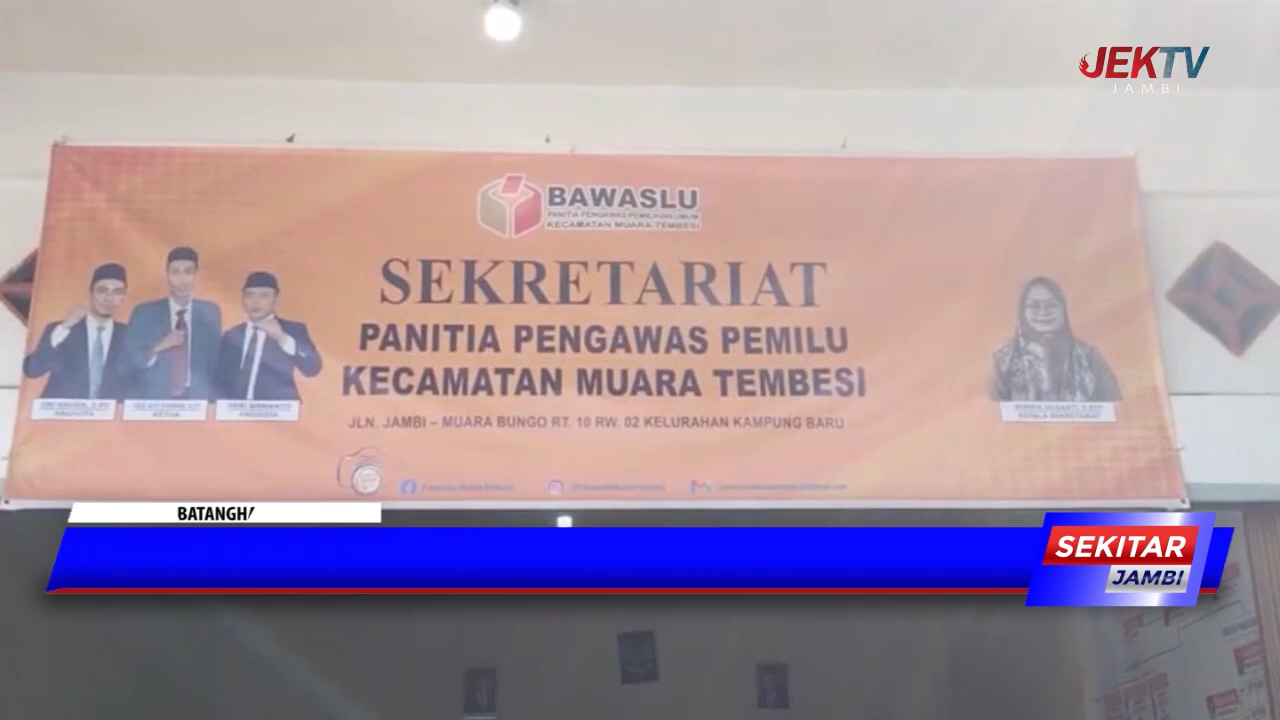 JEKTV
JAMBI
BAWASLU
PANITIA PENGAWAS PEMILIHAN UMUM
KECAMATAN MUARA TEMBESI
SEKRETARIAT
PANITIA PENGAWAS PEMILU
KECAMATAN MUARA TEMBESI
JLN. JAMBI – MUARA BUNGO RT. 10 RW. 02 KELURAHAN KAMPUNG BARU
ANGGOTA
KETUA
ANGGOTA
KEPALA SEKRETARIAT
BATANGH
SEKITAR
JAMBI